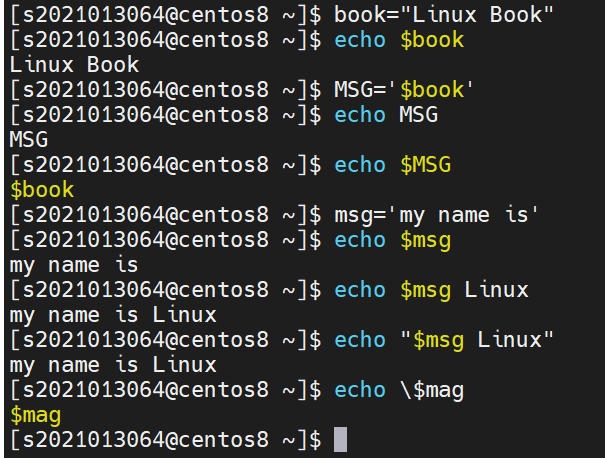 [s2021013064@centos8 ~]$ book="Linux Book"
[s2021013064@centos8 ~]$ echo $book
Linux Book
[s2021013064@centos8 ~]$ MSG='$book'
[s2021013064@centos8 ~]$ echo MSG
MSG
[s2021013064@centos8 ~]$ echo $MSG
$book
[s2021013064@centos8 ~]$ msg='my name is'
[s2021013064@centos8 ~]$ echo $msg
my name is
[s2021013064@centos8 ~]$ echo $msg Linux
my name is Linux
[s2021013064@centos8 ~]$ echo "$msg Linux"
my name is Linux
[s2021013064@centos8 ~]$ echo \$mag
$mag
[s2021013064@centos8 ~]$